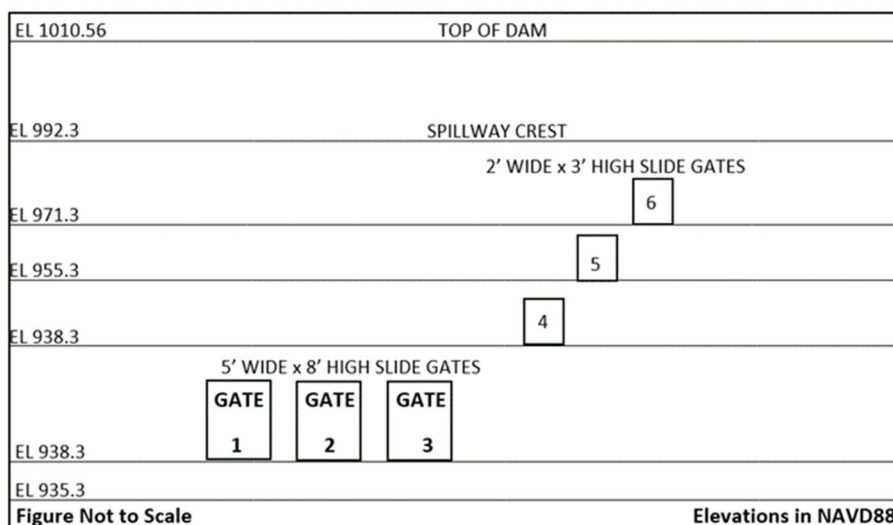 EL 1010.56 TOP OF DAM
EL 992.3 SPILLWAY CREST
2' WIDE x 3' HIGH SLIDE GATES
6
EL 971.3
5
EL 955.3
4
EL 938.3
5' WIDE x 8' HIGH SLIDE GATES
GATE GATE GATE
1 2 3
EL 938.3
EL 935.3
Figure Not to Scale Elevations in NAVD88